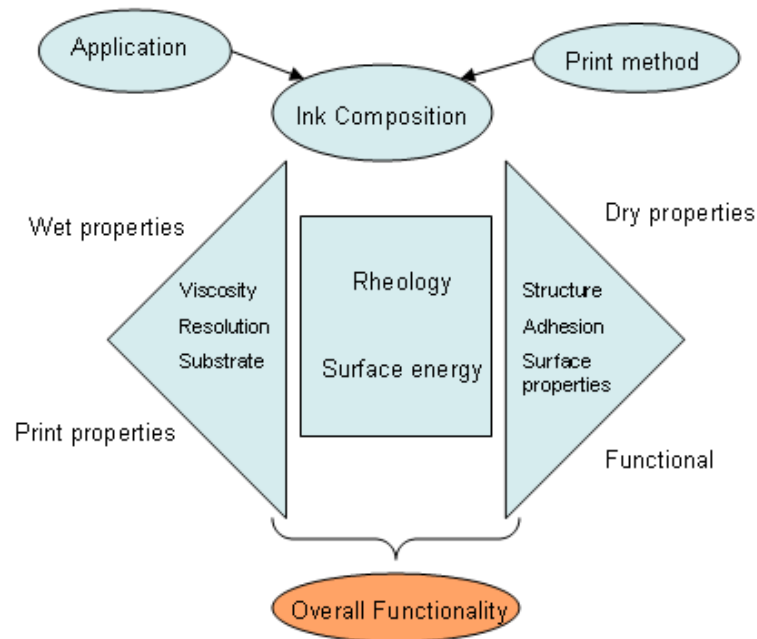 Application
Print method
Ink Composition
Wet properties
Dry properties
Viscosity
Resolution
Substrate
Rheology
Surface energy
Structure
Adhesion
Surface
properties
Print properties
Functional
Overall Functionality